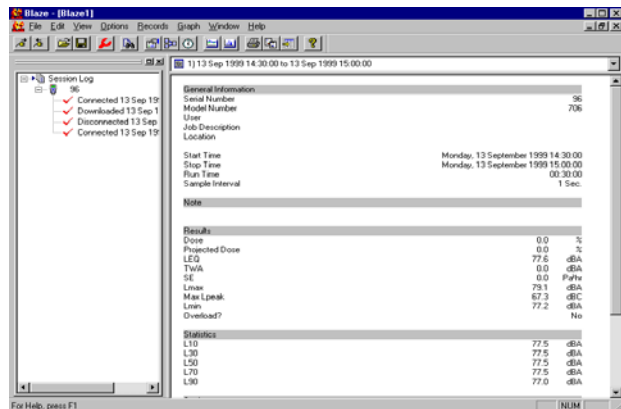 Blaze - [Blaze1]
File Edit View Options Records Graph Window Help
1) 13 Sep 1999 14:30:00 to 13 Sep 1999 15:00:00
Session Log
96
Connected 13 Sep 19
Downloaded 13 Sep 1
Disconnected 13 Sep
Connected 13 Sep 19
General Information
Serial Number 96
Model Number 706
User
Job Description
Location
Start Time Monday, 13 September 1999 14:30:00
Stop Time Monday, 13 September 1999 15:00:00
Run Time 00:30:00
Sample Interval 1 Sec.
Note
Results
Dose 0.0 %
Projected Dose 0.0 %
LEQ 77.6 dBA
TWA 0.0 dBA
SE 0.0 Pa²hr
Lmax 79.1 dBA
Max Lpeak 67.3 dBC
Lmin 77.2 dBA
Overload? No
Statistics
L10 77.5 dBA
L30 77.5 dBA
L50 77.5 dBA
L70 77.5 dBA
L90 77.0 dBA
For Help, press F1
NUM